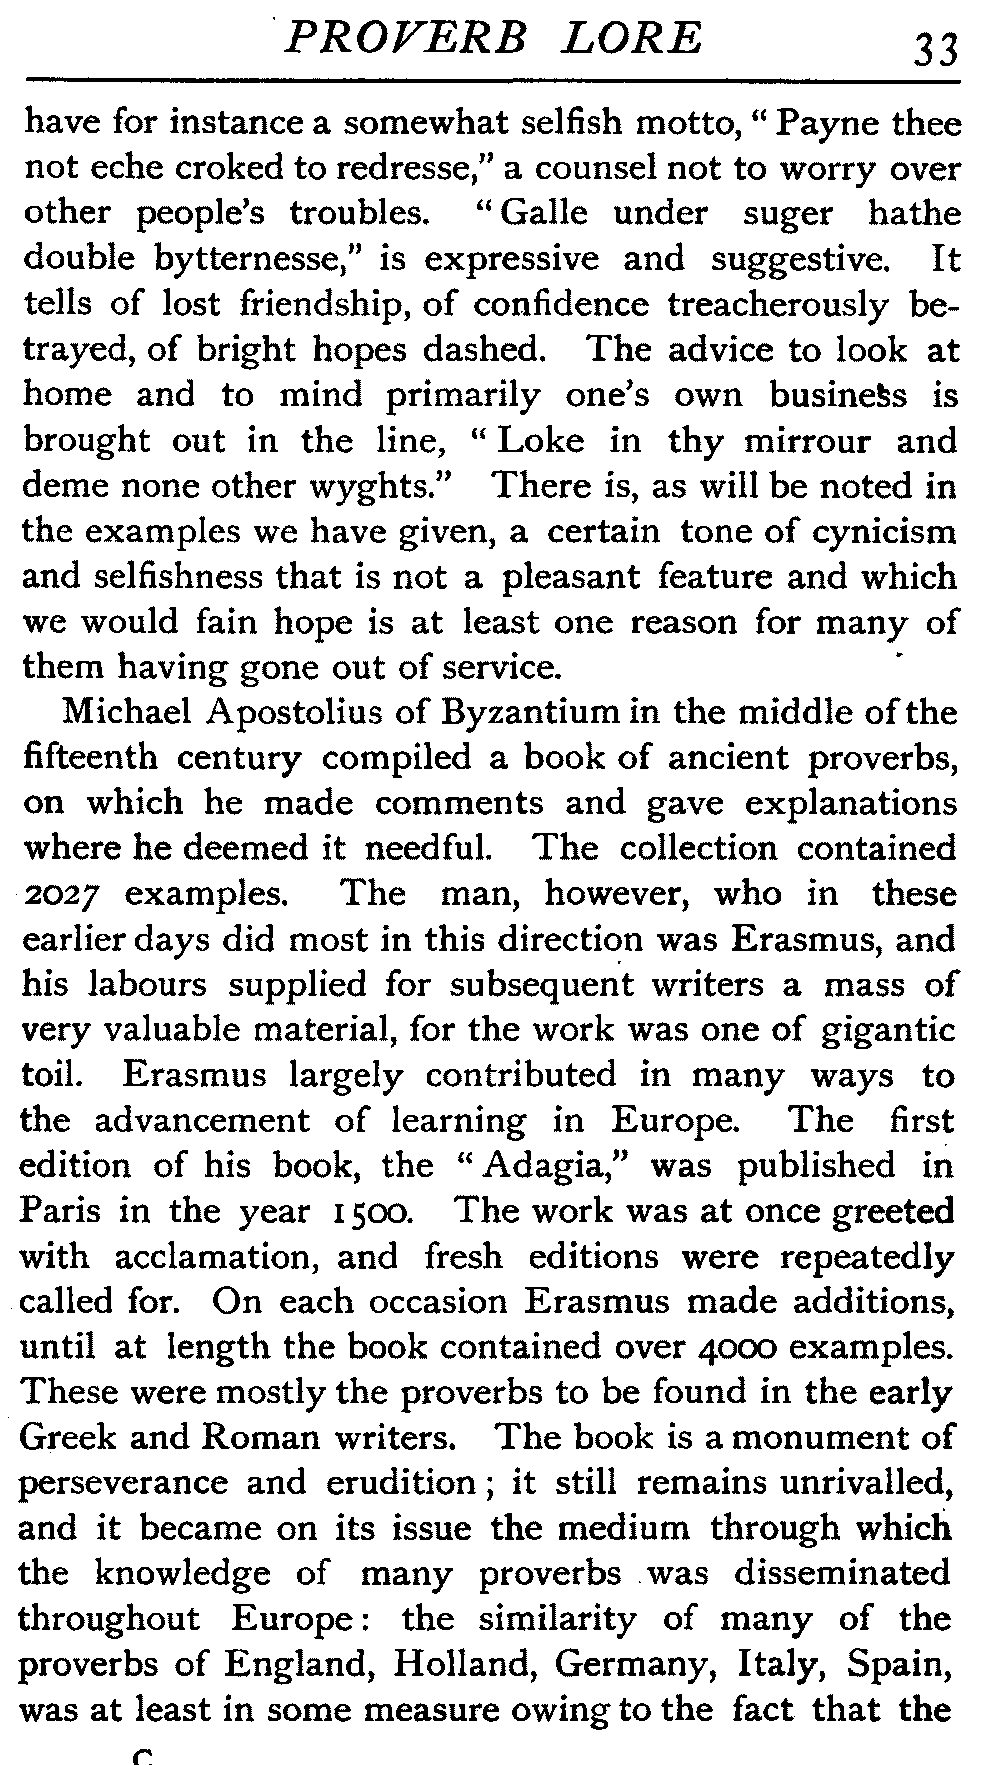 PROVERB LORE 33
have for instance a somewhat selfish motto, “ Payne thee
not eche croked to redresse,” a counsel not to worry over
other people’s troubles. “ Galle under suger hathe
double bytternesse,” is expressive and suggestive. It
tells of lost friendship, of confidence treacherously be-
trayed, of bright hopes dashed. The advice to look at
home and to mind primarily one’s own business is
brought out in the line, “ Loke in thy mirrour and
deme none other wyghts.” There is, as will be noted in
the examples we have given, a certain tone of cynicism
and selfishness that is not a pleasant feature and which
we would fain hope is at least one reason for many of
them having gone out of service.
Michael Apostolius of Byzantium in the middle of the
fifteenth century compiled a book of ancient proverbs,
on which he made comments and gave explanations
where he deemed it needful. The collection contained
2027 examples. The man, however, who in these
earlier days did most in this direction was Erasmus, and
his labours supplied for subsequent writers a mass of
very valuable material, for the work was one of gigantic
toil. Erasmus largely contributed in many ways to
the advancement of learning in Europe. The first
edition of his book, the “ Adagia,” was published in
Paris in the year 1500. The work was at once greeted
with acclamation, and fresh editions were repeatedly
called for. On each occasion Erasmus made additions,
until at length the book contained over 4000 examples.
These were mostly the proverbs to be found in the early
Greek and Roman writers. The book is a monument of
perseverance and erudition ; it still remains unrivalled,
and it became on its issue the medium through which
the knowledge of many proverbs was disseminated
throughout Europe : the similarity of many of the
proverbs of England, Holland, Germany, Italy, Spain,
was at least in some measure owing to the fact that the
C